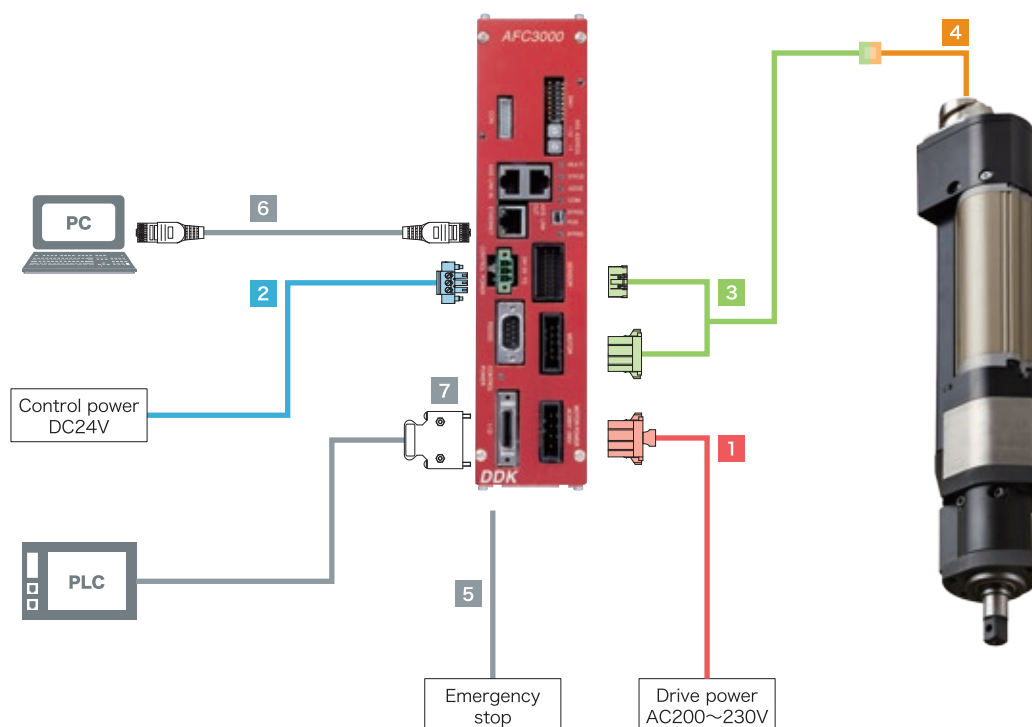 AFC3000
4
PC
6
2
3
Control power
DC24V
7
1
DDK
PLC
5
Emergency
stop
Drive power
AC200～230V
MOTOR